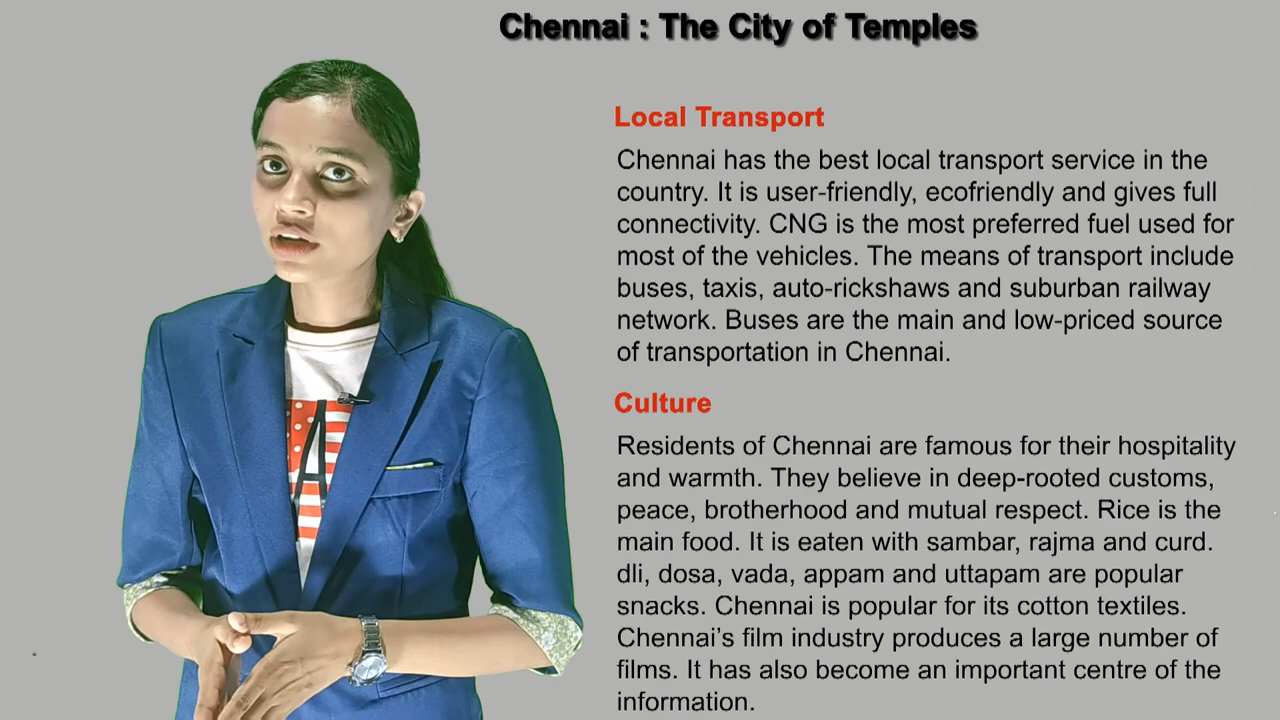 Chennai : The City of Temples
Local Transport
Chennai has the best local transport service in the
country. It is user-friendly, ecofriendly and gives full
connectivity. CNG is the most preferred fuel used for
most of the vehicles. The means of transport include
buses, taxis, auto-rickshaws and suburban railway
network. Buses are the main and low-priced source
of transportation in Chennai.
Culture
Residents of Chennai are famous for their hospitality
and warmth. They believe in deep-rooted customs,
peace, brotherhood and mutual respect. Rice is the
main food. It is eaten with sambar, rajma and curd.
dli, dosa, vada, appam and uttapam are popular
snacks. Chennai is popular for its cotton textiles.
Chennai’s film industry produces a large number of
films. It has also become an important centre of the
information.